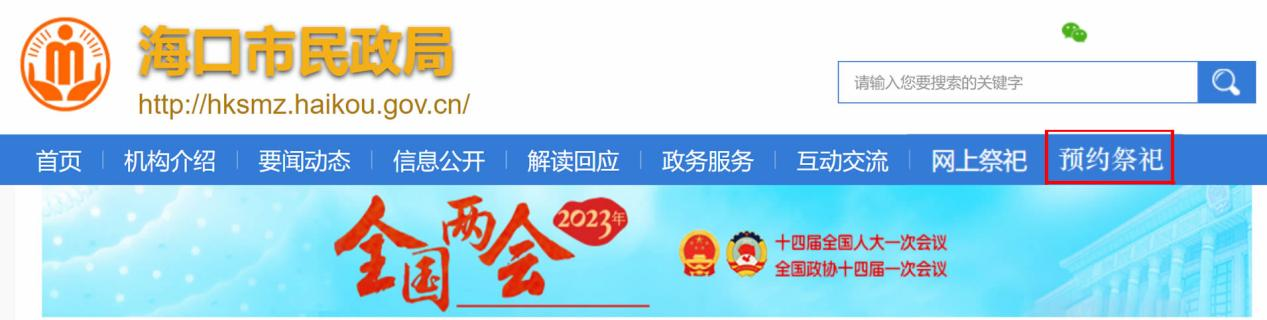 海口市民政局
http://hksmz.haikou.gov.cn/
请输入您要搜索的关键字
首页 机构介绍 要闻动态 信息公开 解读回应 政务服务 互动交流 网上祭祀 预约祭祀
全国两会 2023年
十四届全国人大一次会议
全国政协十四届一次会议